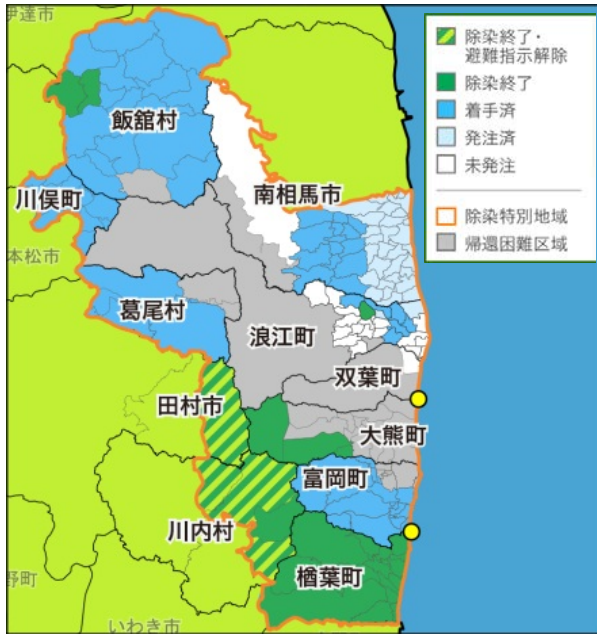 伊達市
除染終了・
避難指示解除
除染終了
着手済
発注済
未発注
除染特別地域
帰還困難区域
飯舘村
川俣町
南相馬市
本松市
葛尾村
浪江町
双葉町
田村市
大熊町
富岡町
川内村
楢葉町
野町
いわき市